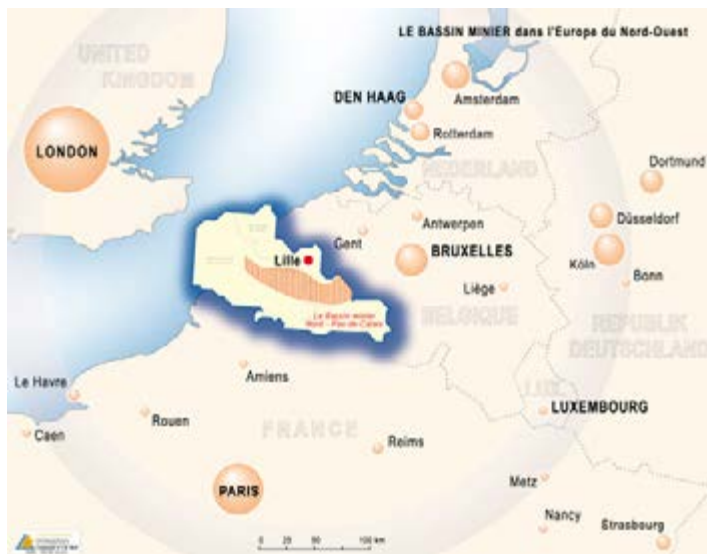 LE BASSIN MINIER dans l'Europe du Nord-Ouest
UNITED
KINGDOM
Amsterdam
DEN HAAG
Rotterdam
LONDON
NEDERLAND
Dortmund
Antwerpen
Düsseldorf
Gent
Lille
BRUXELLES
Köln
Bonn
Liège
Le Bassin minier
Nord - Pas de Calais
BELGIQUE
REPUBLIK
DEUTSCHLAND
Amiens
LUX.
Le Havre
LUXEMBOURG
Rouen
Caen
FRANCE
Reims
Metz
PARIS
Nancy
Strasbourg
0 25 50 100 km